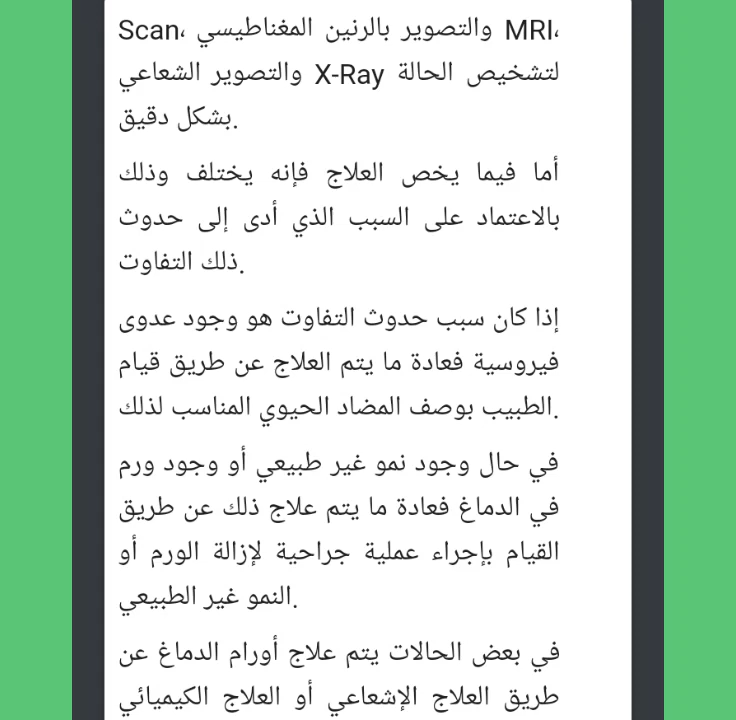 Scan، والتصوير بالرنين المغناطيسي MRI،
لتشخيص الحالة X-Ray والتصوير الشعاعي
بشكل دقيق.
أما فيما يخص العلاج فإنه يختلف وذلك
بالاعتماد على السبب الذي أدى إلى حدوث
ذلك التفاوت.
إذا كان سبب حدوث التفاوت هو وجود عدوى
فيروسية فعادة ما يتم العلاج عن طريق قيام
الطبيب بوصف المضاد الحيوي المناسب لذلك.
في حال وجود نمو غير طبيعي أو وجود ورم
في الدماغ فعادة ما يتم علاج ذلك عن طريق
القيام بإجراء عملية جراحية لإزالة الورم أو
النمو غير الطبيعي.
في بعض الحالات يتم علاج أورام الدماغ عن
طريق العلاج الإشعاعي أو العلاج الكيميائي